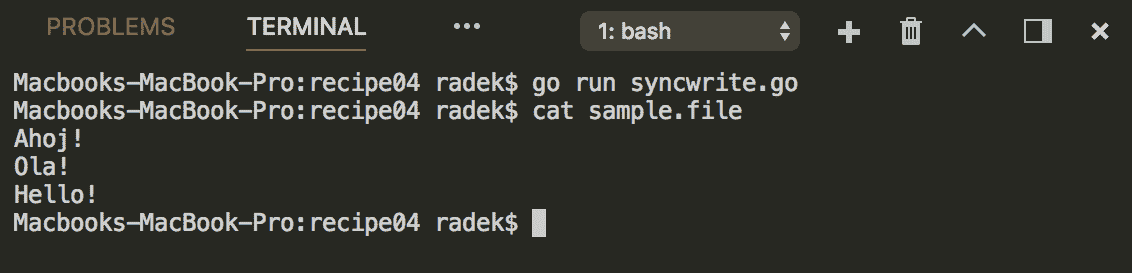 PROBLEMS TERMINAL ••• 1: bash
Macbooks-MacBook-Pro:recipe04 radek$ go run syncwrite.go
Macbooks-MacBook-Pro:recipe04 radek$ cat sample.file
Ahoj!
Ola!
Hello!
Macbooks-MacBook-Pro:recipe04 radek$